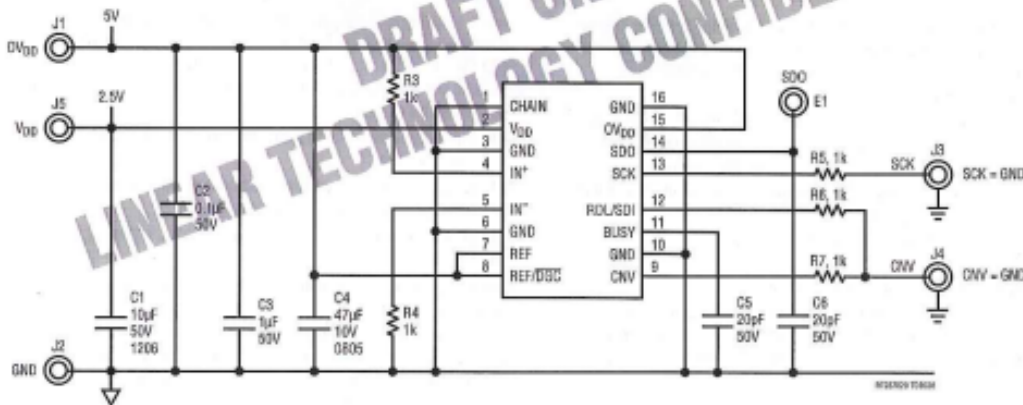 DRAFT
LINEAR TECHNOLOGY
J1
5V
OVDD
J5
2.5V
VDD
R3
1k
SDO
E1
1
CHAIN
GND
16
2
VDD
OVDD
15
3
GND
SDO
14
4
IN+
SCK
13
5
IN−
RDL/SDI
12
6
GND
BUSY
11
7
REF
GND
10
8
REF/DGC
CNV
9
R5, 1k
SCK
J3
SCK = GND
R6, 1k
R7, 1k
CNV
J4
CNV = GND
C2
0.1µF
50V
C1
10µF
50V
1206
C3
1µF
50V
C4
47µF
10V
0805
R4
1k
C5
20pF
50V
C6
20pF
50V
J2
GND